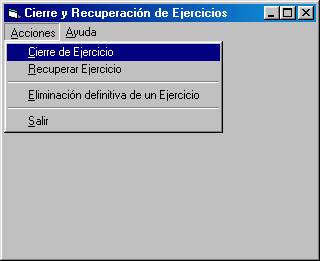 Cierre y Recuperación de Ejercicios
Acciones Ayuda
Cierre de Ejercicio
Recuperar Ejercicio
Eliminación definitiva de un Ejercicio
Salir